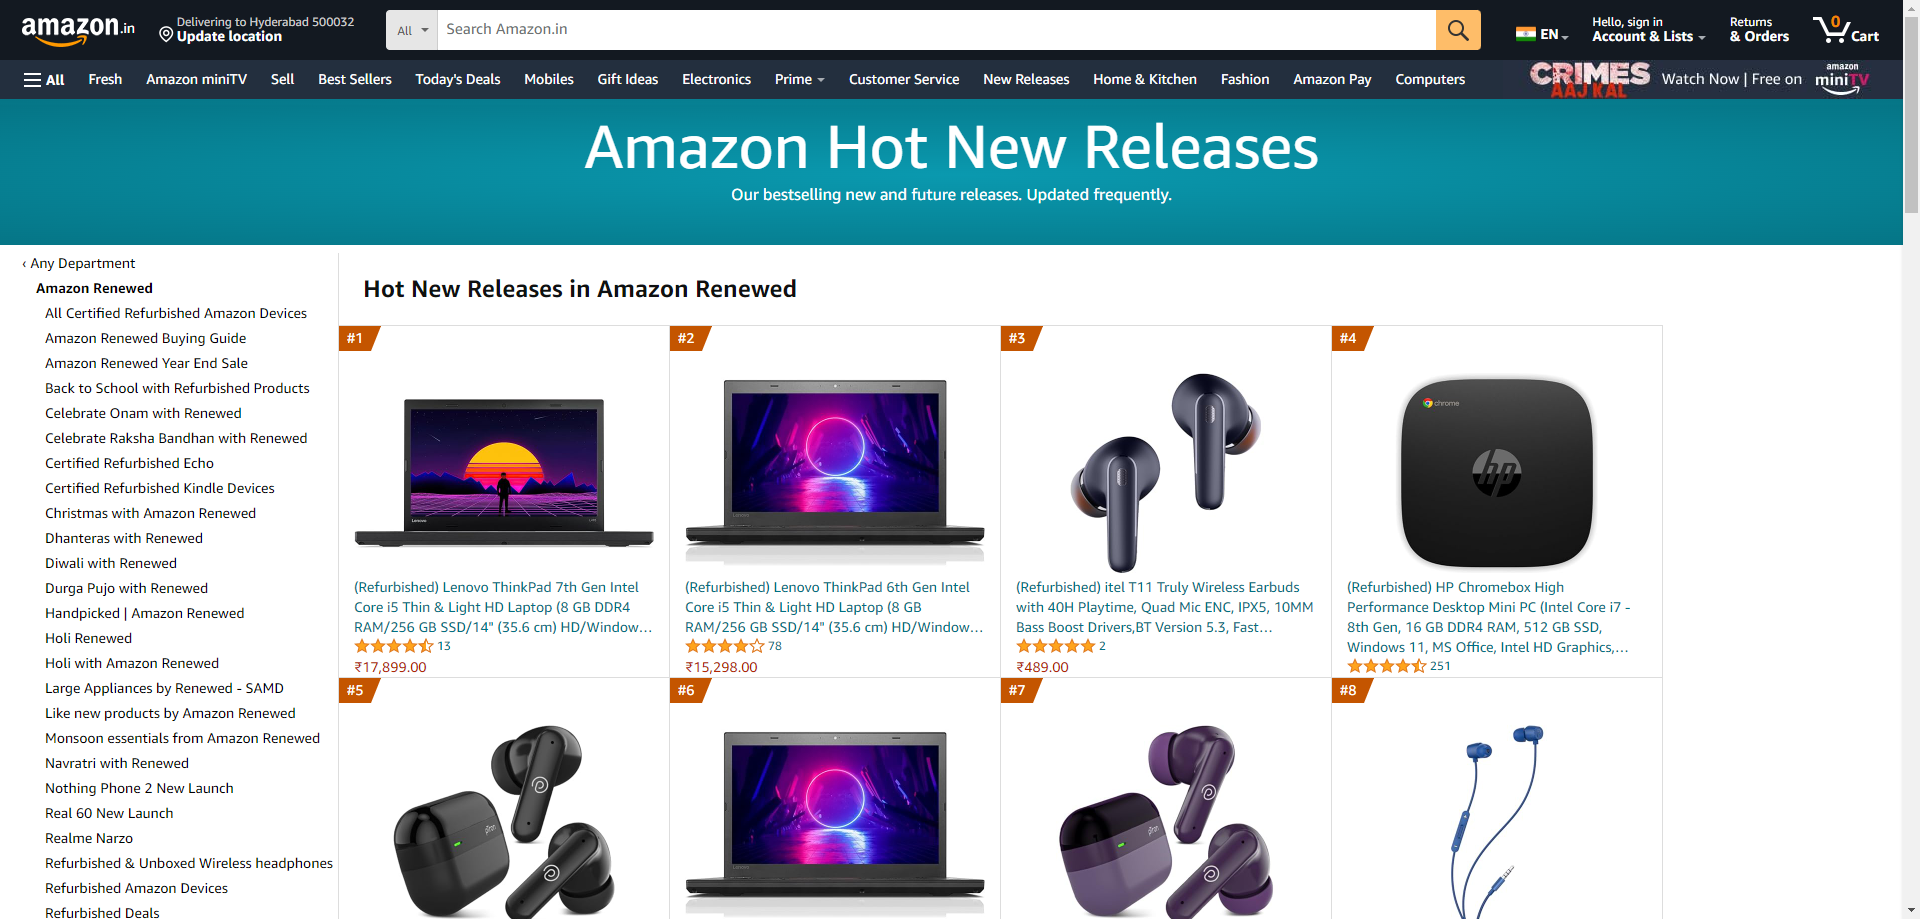 amazon.in
Delivering to Hyderabad 500032
Update location
All
Search Amazon.in
EN
Hello, sign in
Account & Lists
Returns
& Orders
0
Cart
All
Fresh
Amazon miniTV
Sell
Best Sellers
Today's Deals
Mobiles
Gift Ideas
Electronics
Prime
Customer Service
New Releases
Home & Kitchen
Fashion
Amazon Pay
Computers
CRIMES
AAJ KAL
Watch Now | Free on
amazon
miniTV
Amazon Hot New Releases
Our bestselling new and future releases. Updated frequently.
‹ Any Department
Amazon Renewed
All Certified Refurbished Amazon Devices
Amazon Renewed Buying Guide
Amazon Renewed Year End Sale
Back to School with Refurbished Products
Celebrate Onam with Renewed
Celebrate Raksha Bandhan with Renewed
Certified Refurbished Echo
Certified Refurbished Kindle Devices
Christmas with Amazon Renewed
Dhanteras with Renewed
Diwali with Renewed
Durga Pujo with Renewed
Handpicked | Amazon Renewed
Holi Renewed
Holi with Amazon Renewed
Large Appliances by Renewed - SAMD
Like new products by Amazon Renewed
Monsoon essentials from Amazon Renewed
Navratri with Renewed
Nothing Phone 2 New Launch
Real 60 New Launch
Realme Narzo
Refurbished & Unboxed Wireless headphones
Refurbished Amazon Devices
Refurbished Deals
Hot New Releases in Amazon Renewed
#1
(Refurbished) Lenovo ThinkPad 7th Gen Intel
Core i5 Thin & Light HD Laptop (8 GB DDR4
RAM/256 GB SSD/14" (35.6 cm) HD/Window…
13
₹17,899.00
#2
(Refurbished) Lenovo ThinkPad 6th Gen Intel
Core i5 Thin & Light HD Laptop (8 GB
RAM/256 GB SSD/14" (35.6 cm) HD/Window…
78
₹15,298.00
#3
(Refurbished) itel T11 Truly Wireless Earbuds
with 40H Playtime, Quad Mic ENC, IPX5, 10MM
Bass Boost Drivers,BT Version 5.3, Fast…
2
₹489.00
#4
chrome
hp
(Refurbished) HP Chromebox High
Performance Desktop Mini PC (Intel Core i7 -
8th Gen, 16 GB DDR4 RAM, 512 GB SSD,
Windows 11, MS Office, Intel HD Graphics,…
251
#5
pTron
#6
#7
pTron
#8